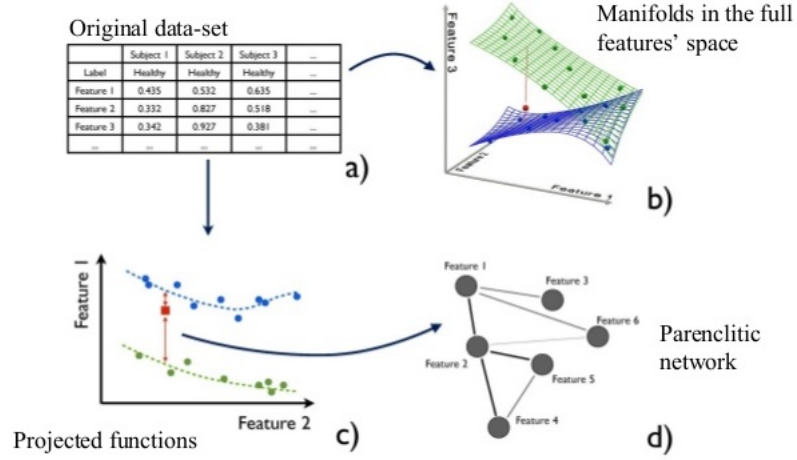 Original data-set
Subject 1 Subject 2 Subject 3 ...
Label Healthy Healthy Healthy ...
Feature 1 0.435 0.532 0.635 ...
Feature 2 0.332 0.827 0.518 ...
Feature 3 0.342 0.927 0.381 ...
... ... ... ... ...
a)
Manifolds in the full
features' space
Feature 3
Feature 2
Feature 1
b)
Feature 1
Feature 2
c)
Projected functions
Feature 1
Feature 3
Feature 6
Feature 2
Feature 5
Feature 4
d)
Parenclitic
network